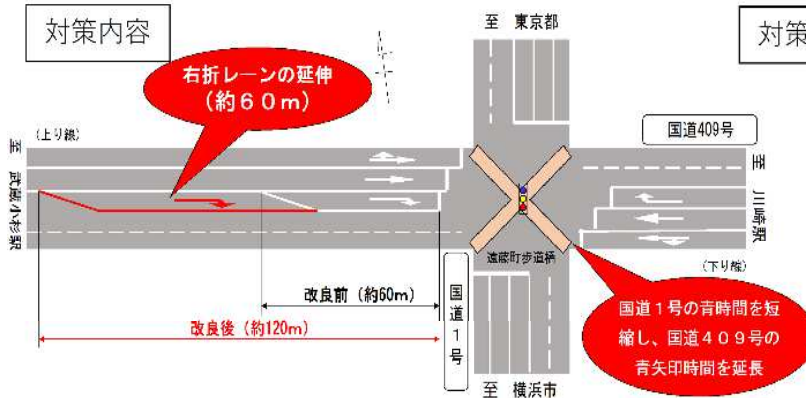 対策内容
至 東京都
対策
右折レーンの延伸
（約６０ｍ）
国道409号
（上り線）
至 武蔵小杉駅
至 川崎駅
遠藤町歩道橋
（下り線）
改良前（約60m）
改良後（約120m）
国道１号
国道１号の青時間を短
縮し、国道４０９号の
青矢印時間を延長
至 横浜市